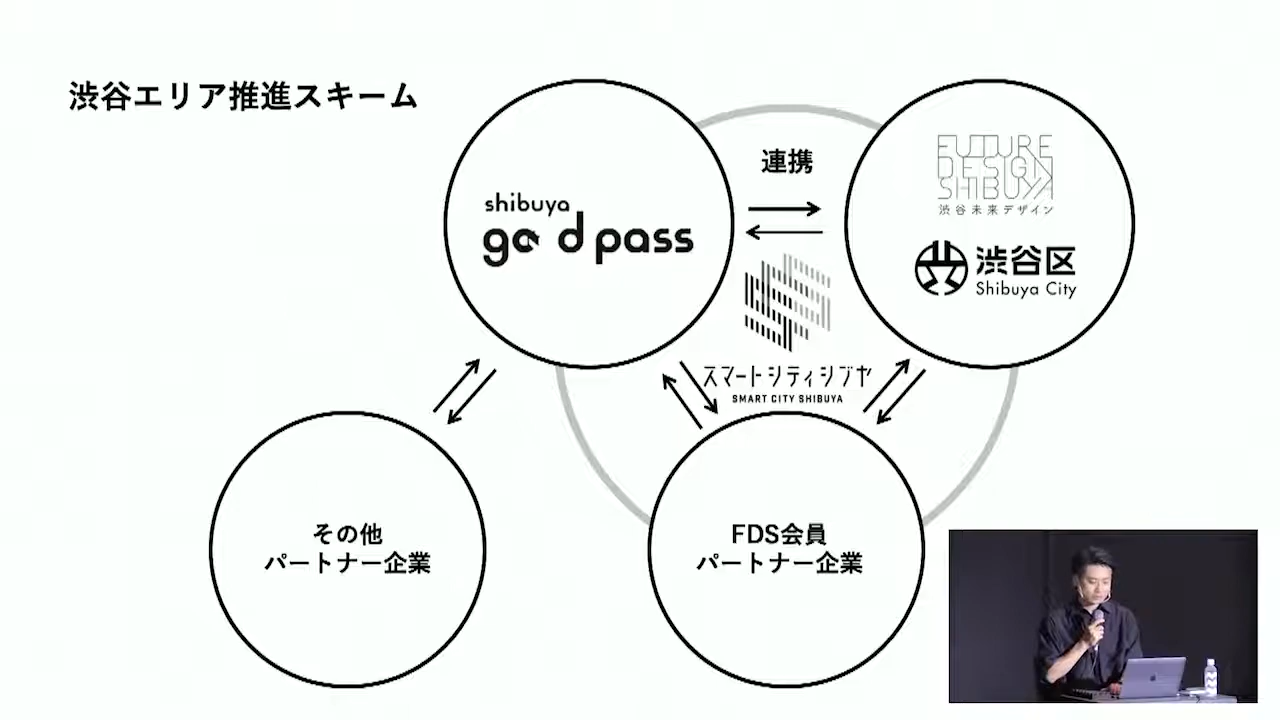 渋谷エリア推進スキーム
shibuya
good pass
連携
FUTURE
DESIGN
SHIBUYA
渋谷未来デザイン
渋谷区
Shibuya City
スマートシティシブヤ
SMART CITY SHIBUYA
その他
パートナー企業
FDS会員
パートナー企業